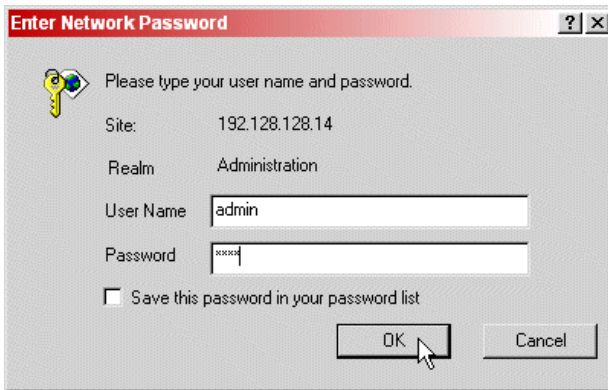 Enter Network Password
Please type your user name and password.
Site: 192.128.128.14
Realm Administration
User Name admin
Password ****
Save this password in your password list
OK Cancel